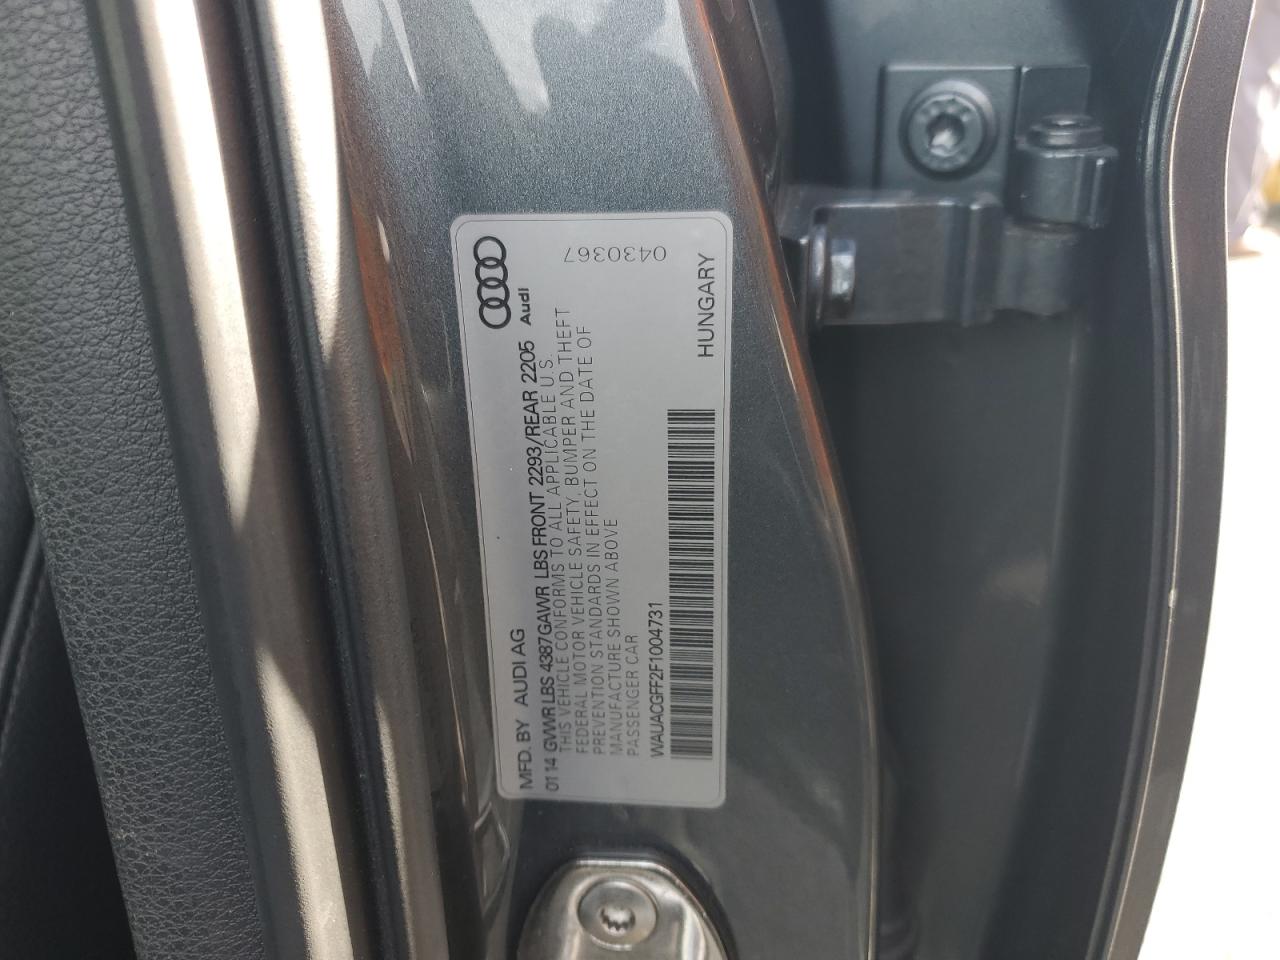 Audi
MFD. BY AUDI AG
01 14 GVWR LBS 4387 GAWR LBS FRONT 2293/REAR 2205
THIS VEHICLE CONFORMS TO ALL APPLICABLE U.S.
FEDERAL MOTOR VEHICLE SAFETY, BUMPER AND THEFT
PREVENTION STANDARDS IN EFFECT ON THE DATE OF
MANUFACTURE SHOWN ABOVE
PASSENGER CAR
WAUACGFF2F1004731
HUNGARY
0430367